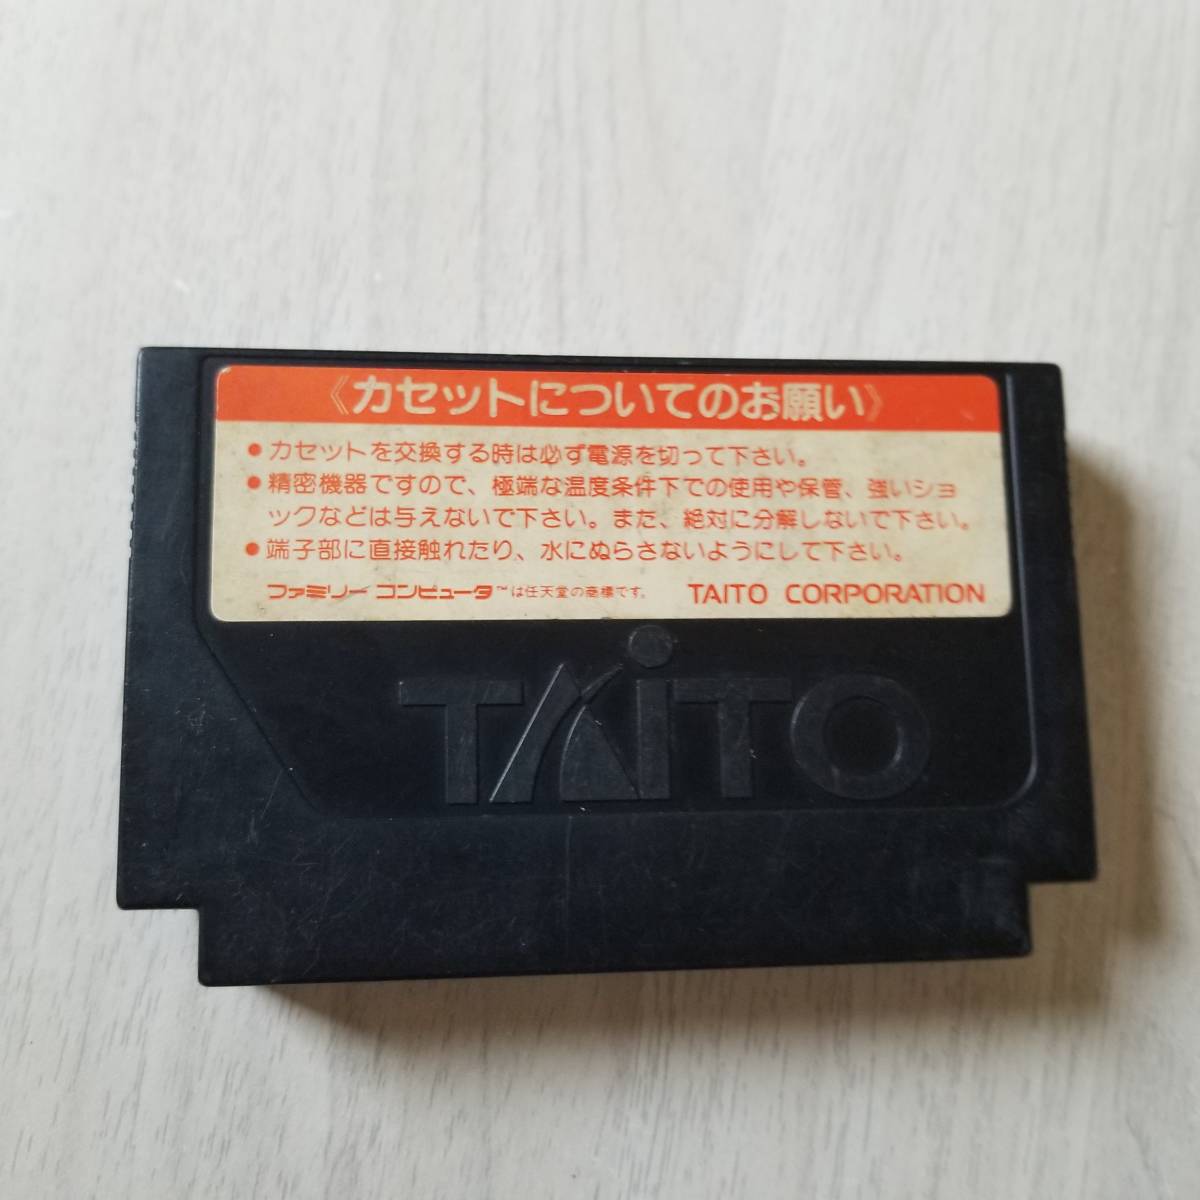 《カセットについてのお願い》
● カセットを交換する時は必ず電源を切って下さい。
● 精密機器ですので、極端な温度条件下での使用や保管、強いショ
ックなどは与えないで下さい。また、絶対に分解しないで下さい。
● 端子部に直接触れたり、水にぬらさないようにして下さい。
ファミリー コンピュータ™は任天堂の商標です。 TAITO CORPORATION
TAiTO